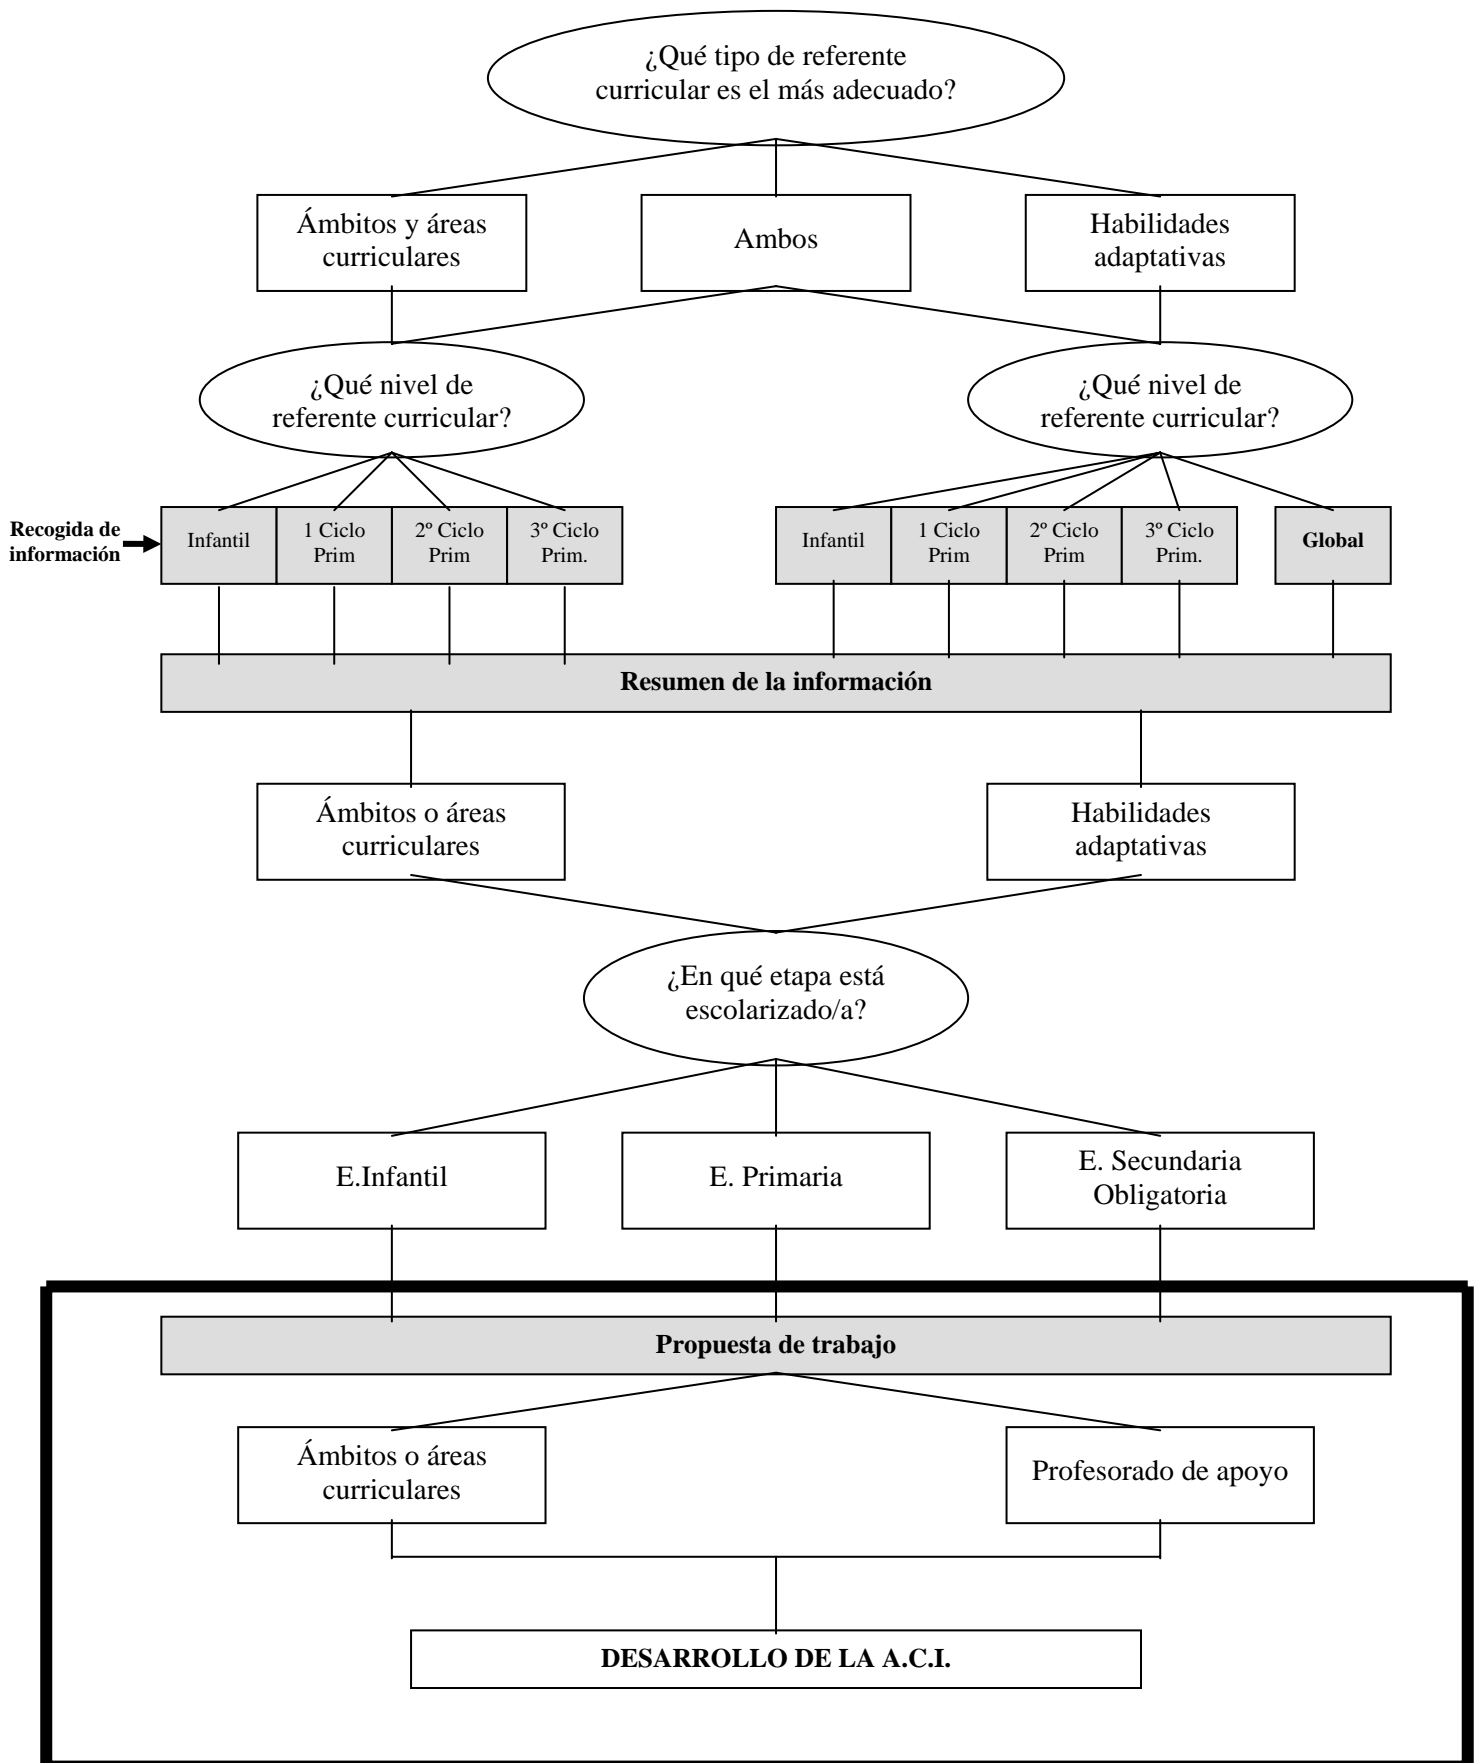 ¿Qué tipo de referente
curricular es el más adecuado?
Ámbitos y áreas
curriculares
Ambos
Habilidades
adaptativas
¿Qué nivel de
referente curricular?
¿Qué nivel de
referente curricular?
Recogida de
información
Infantil
1 Ciclo
Prim
2º Ciclo
Prim
3º Ciclo
Prim.
Infantil
1 Ciclo
Prim
2º Ciclo
Prim
3º Ciclo
Prim.
Global
Resumen de la información
Ámbitos o áreas
curriculares
Habilidades
adaptativas
¿En qué etapa está
escolarizado/a?
E.Infantil
E. Primaria
E. Secundaria
Obligatoria
Propuesta de trabajo
Ámbitos o áreas
curriculares
Profesorado de apoyo
DESARROLLO DE LA A.C.I.